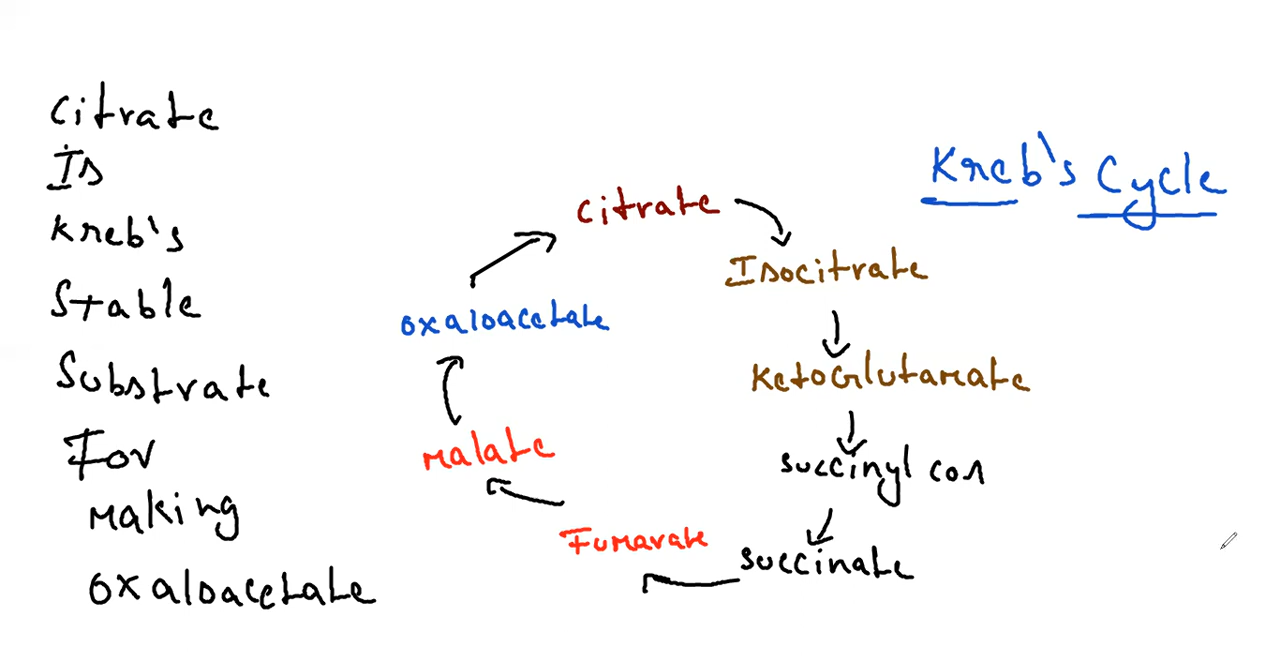 Citrate
Is
Kreb's
Stable
Substrate
For
Making
Oxaloacetate
Kreb's Cycle
Citrate
Isocitrate
KetoGlutarate
Succinyl CoA
Succinate
Fumarate
Malate
Oxaloacetate